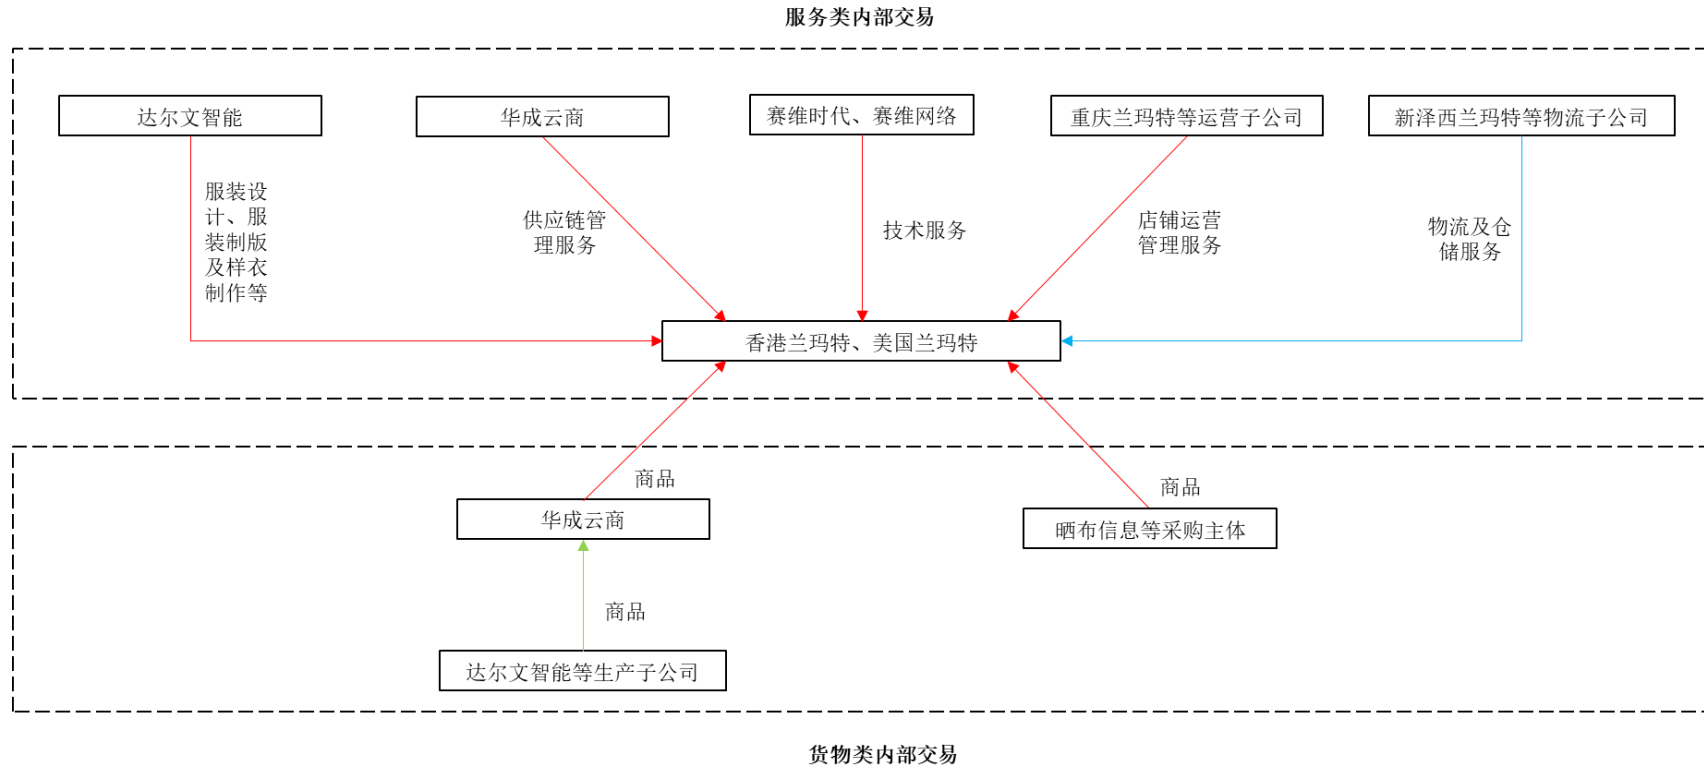 服务类内部交易
达尔文智能
华成云商
赛维时代、赛维网络
重庆兰玛特等运营子公司
新泽西兰玛特等物流子公司
服装设
计、服
装制版
及样衣
制作等
供应链管
理服务
技术服务
店铺运营
管理服务
物流及仓
储服务
香港兰玛特、美国兰玛特
商品
商品
华成云商
晒布信息等采购主体
商品
达尔文智能等生产子公司
货物类内部交易